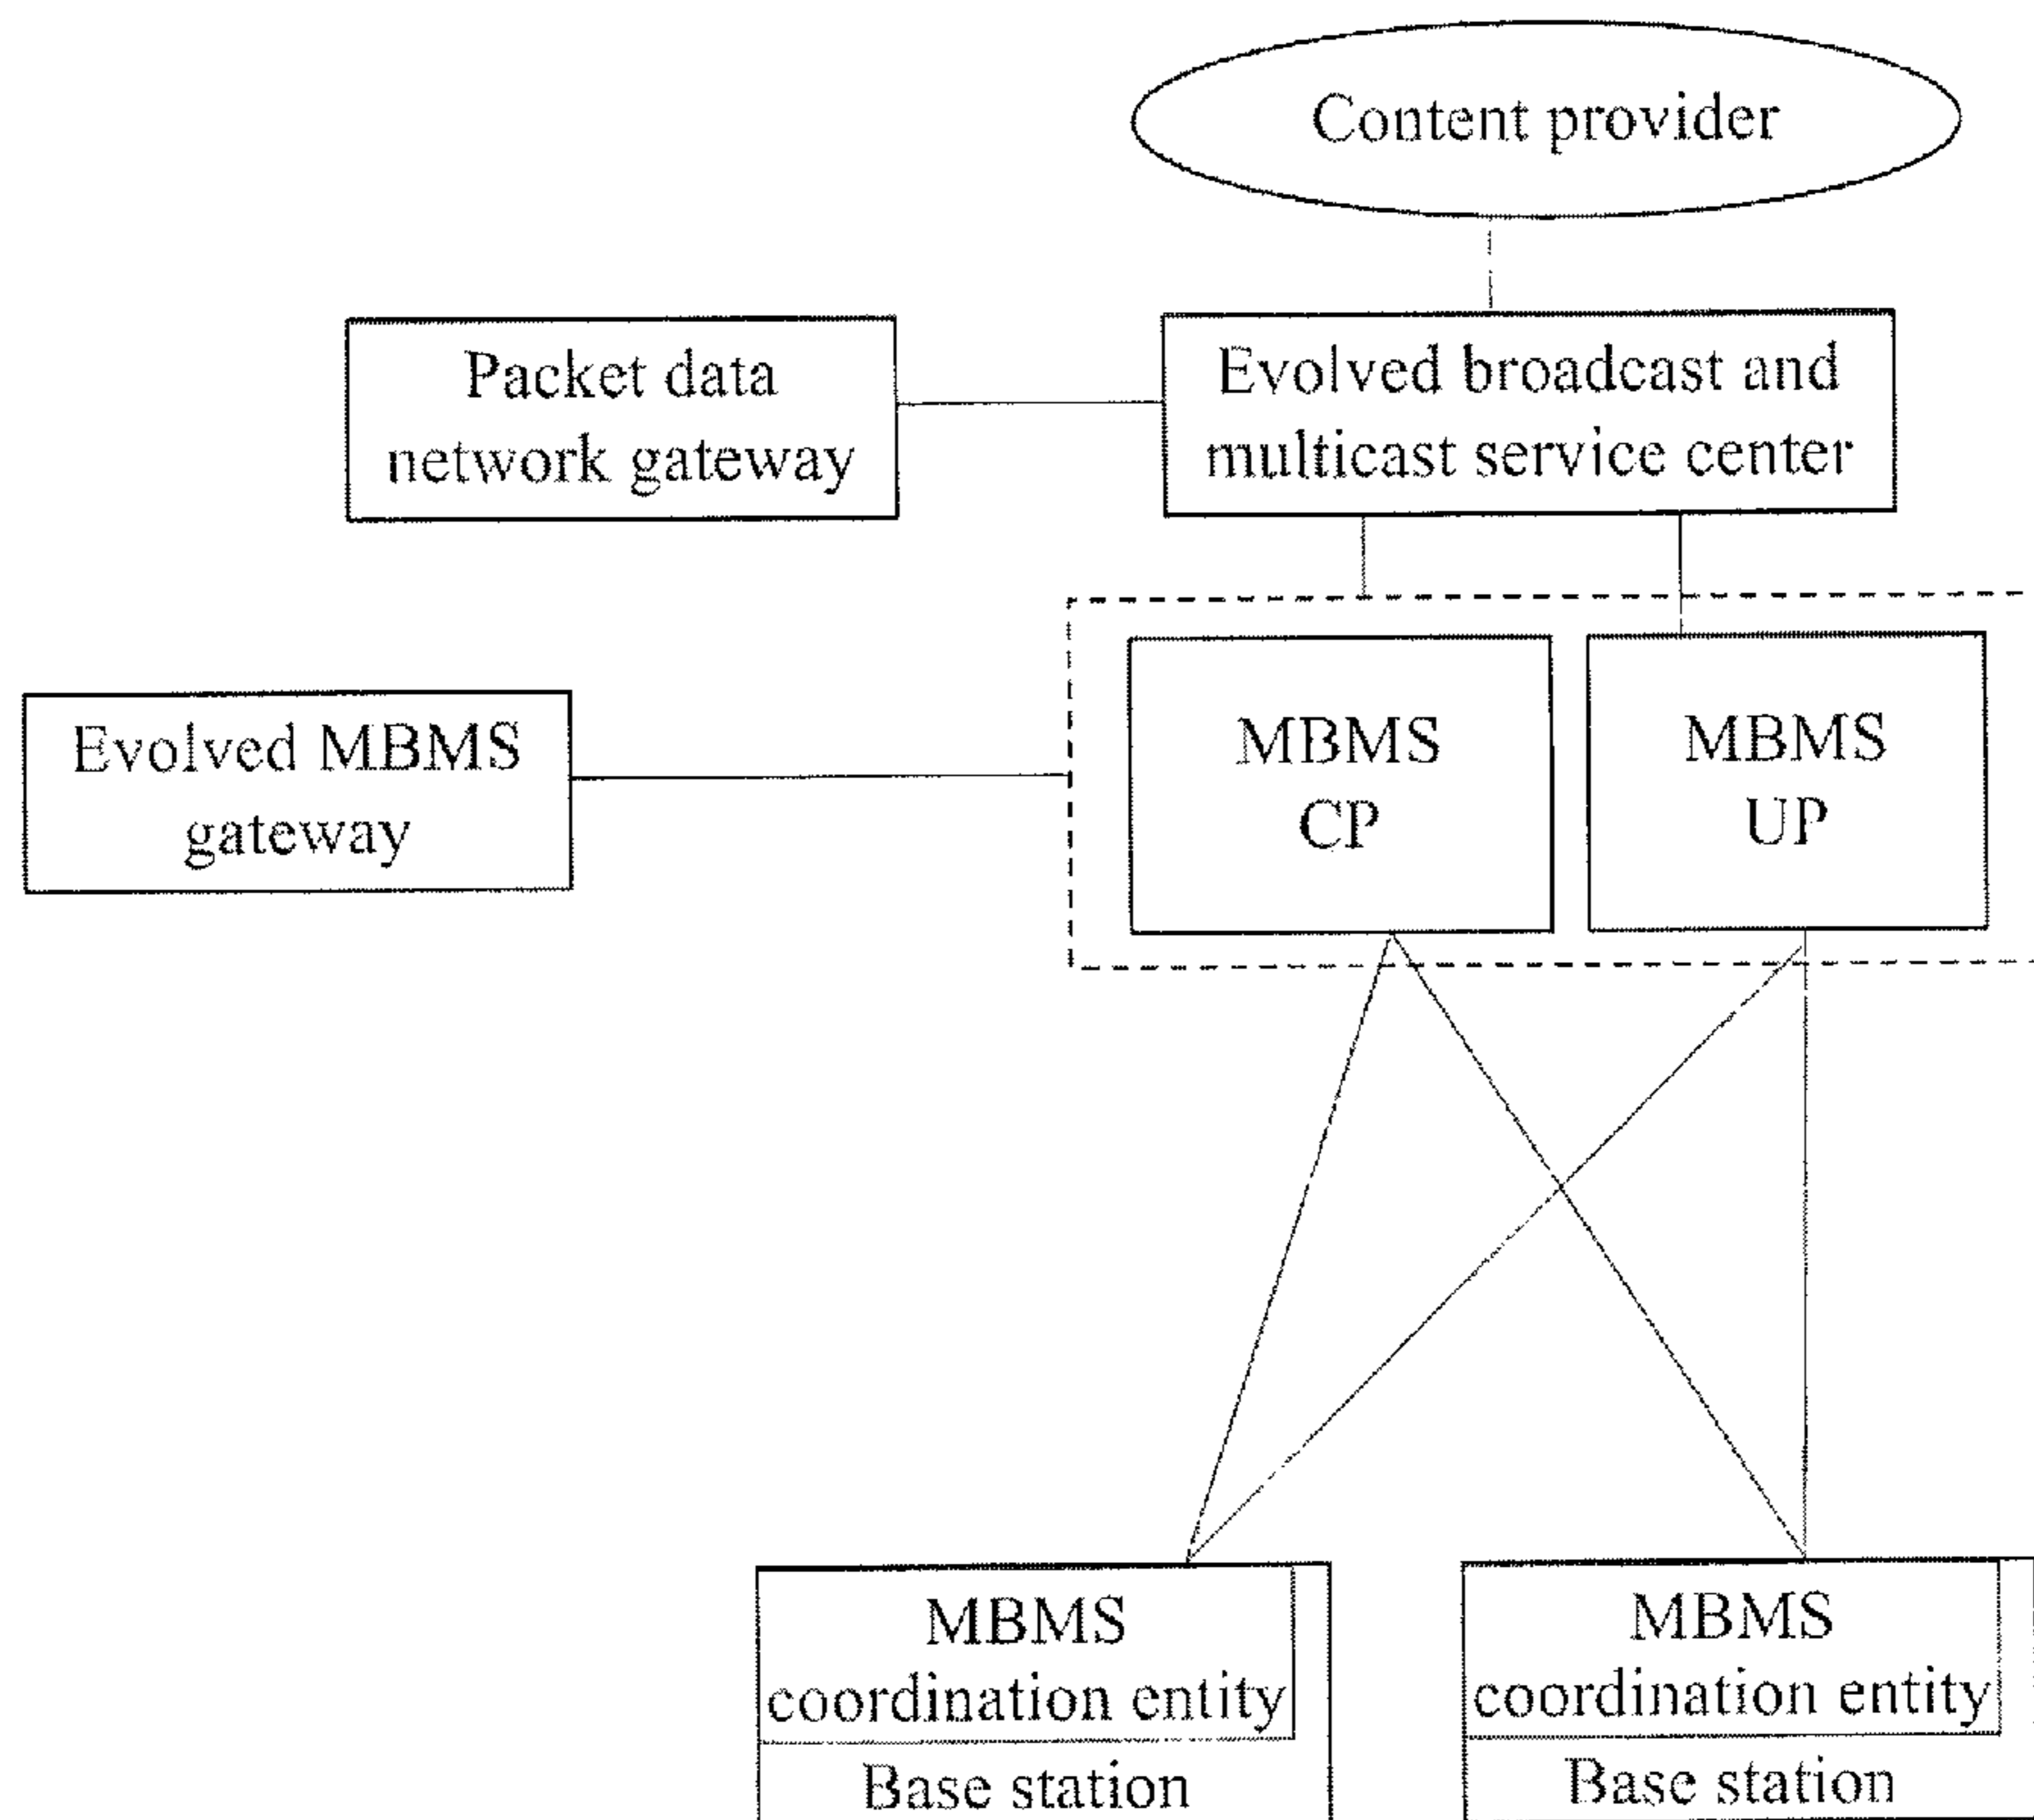 Content provider
Packet data
network gateway
Evolved broadcast and
multicast service center
Evolved MBMS
gateway
MBMS
CP
MBMS
UP
MBMS
coordination entity
Base station
MBMS
coordination entity
Base station